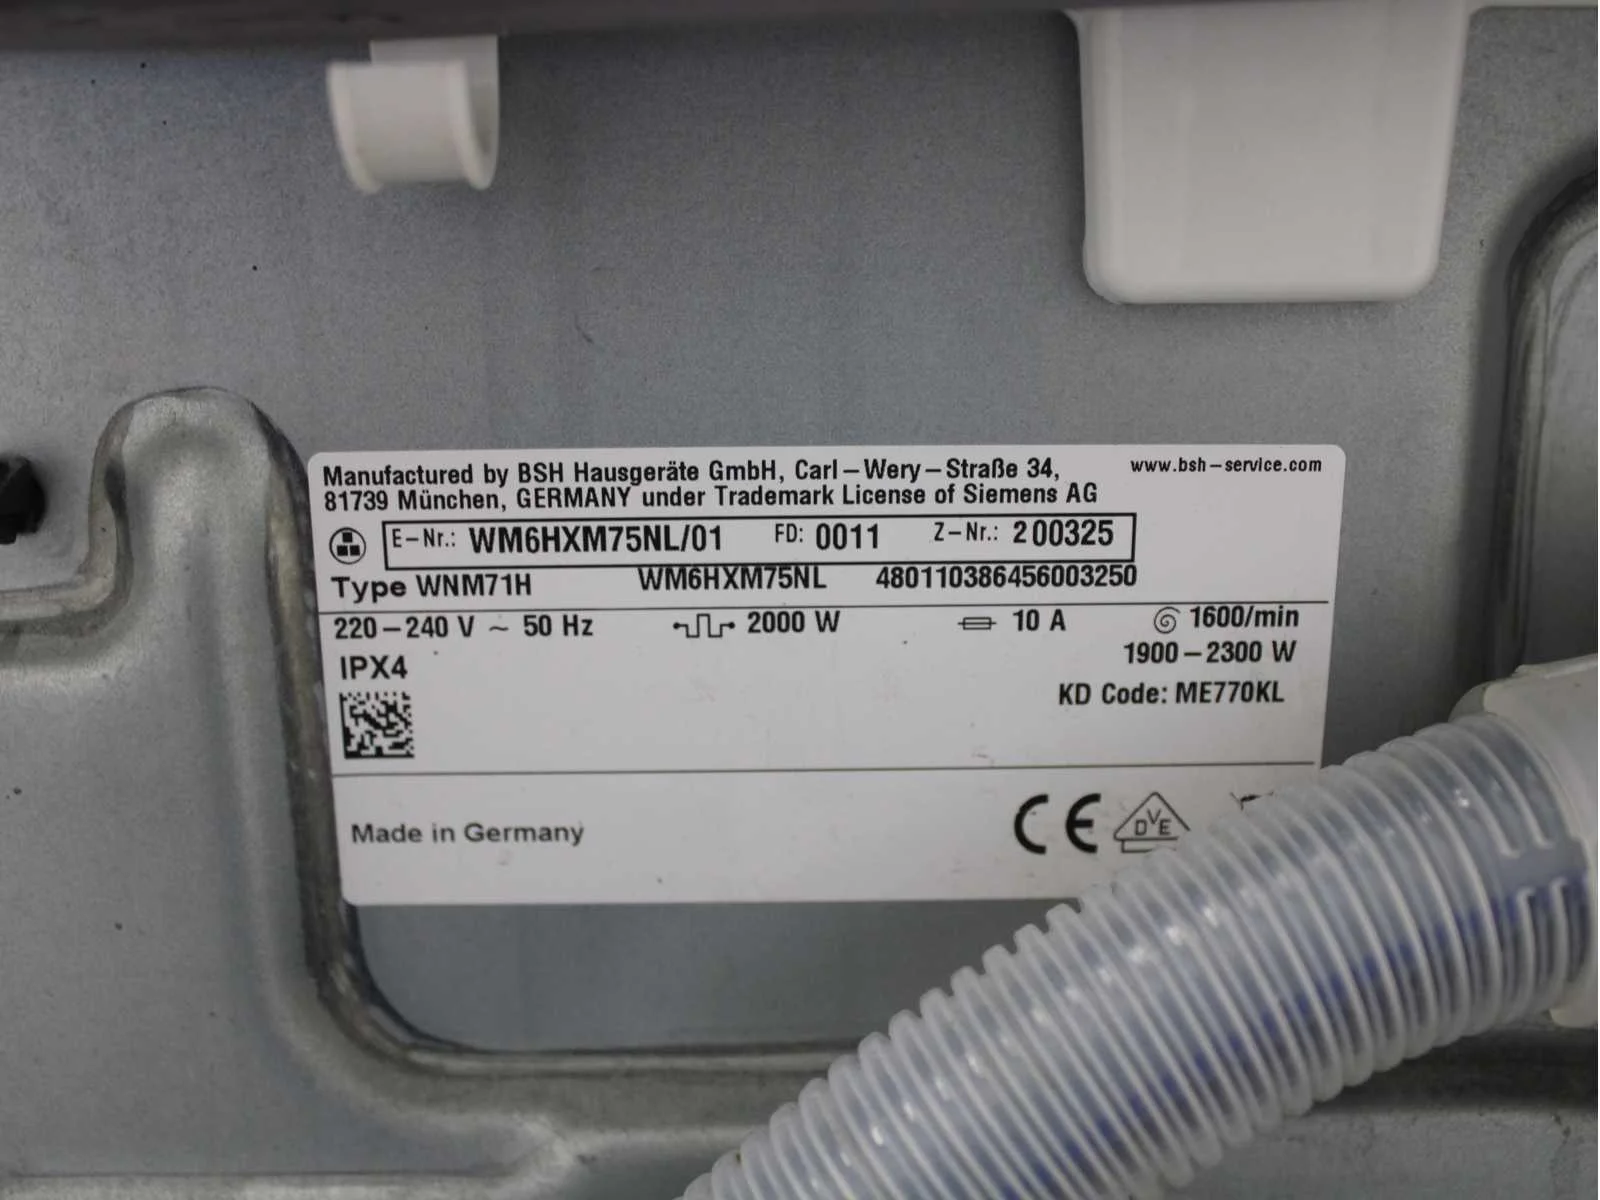 Manufactured by BSH Hausgeräte GmbH, Carl-Wery-Straße 34, www.bsh-service.com
81739 München, GERMANY under Trademark License of Siemens AG
E-Nr.: WM6HXM75NL/01 FD: 0011 Z-Nr.: 200325
Type WNM71H WM6HXM75NL 480110386456003250
220-240 V ~ 50 Hz 2000 W 10 A 1600/min
IPX4 1900-2300 W
KD Code: ME770KL
Made in Germany CE DVE